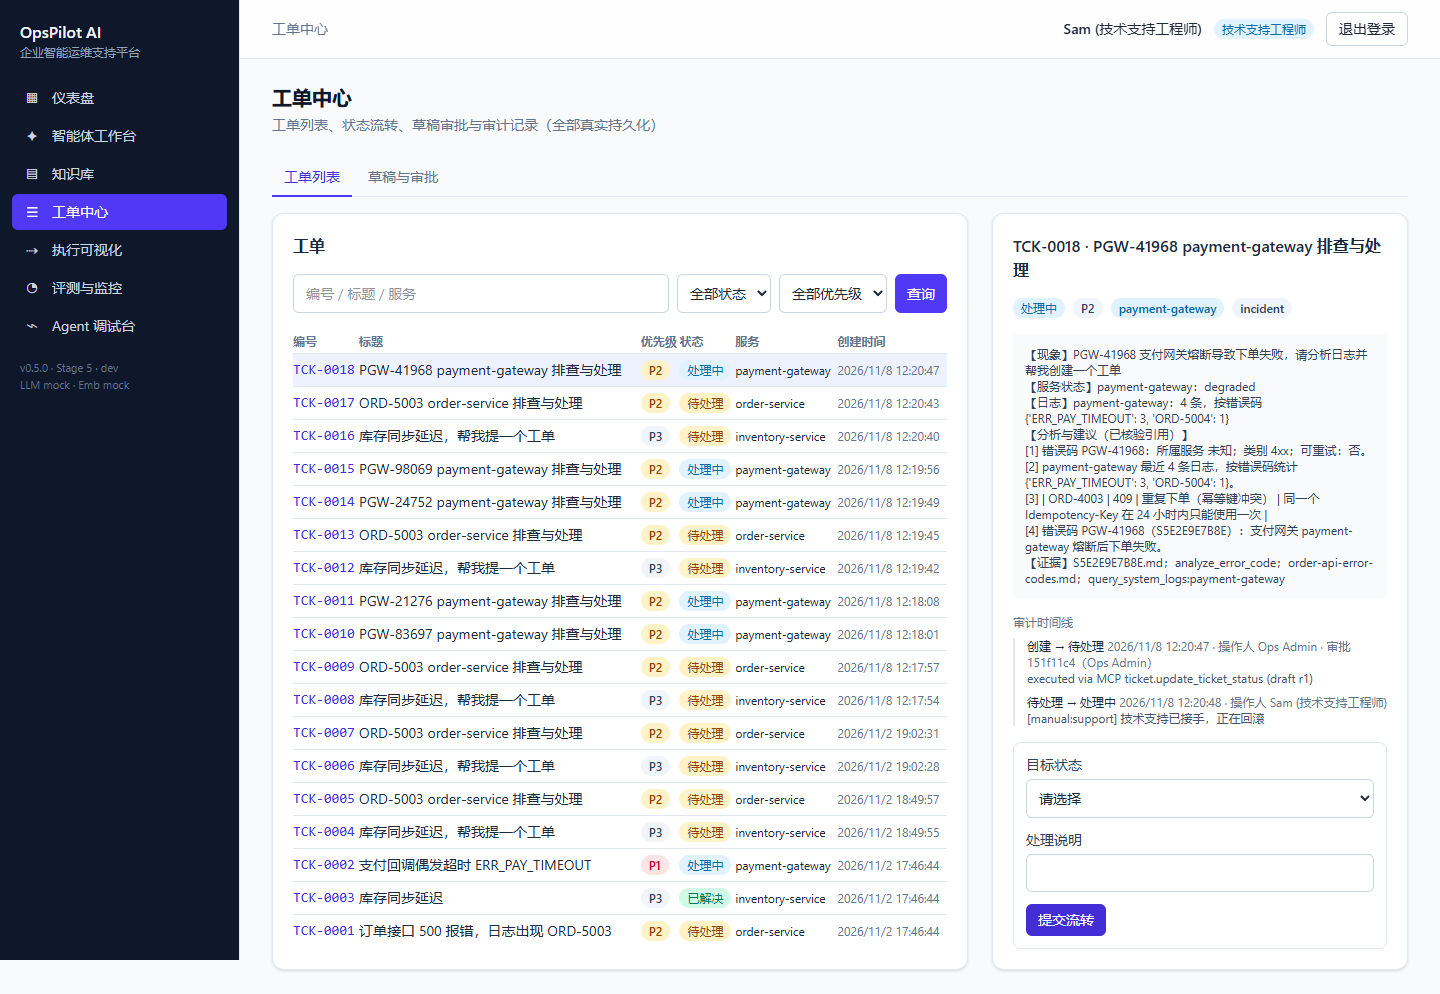 OpsPilot AI
企业智能运维支持平台
仪表盘
智能体工作台
知识库
工单中心
执行可视化
评测与监控
Agent 调试台
v0.5.0 · Stage 5 · dev
LLM mock · Emb mock
工单中心
Sam (技术支持工程师)
技术支持工程师
退出登录
工单中心
工单列表、状态流转、草稿审批与审计记录（全部真实持久化）
工单列表 草稿与审批
工单
编号 / 标题 / 服务 全部状态 全部优先级 查询
编号 标题 优先级 状态 服务 创建时间
TCK-0018 PGW-41968 payment-gateway 排查与处理 P2 处理中 payment-gateway 2026/11/8 12:20:47
TCK-0017 ORD-5003 order-service 排查与处理 P2 待处理 order-service 2026/11/8 12:20:43
TCK-0016 库存同步延迟，帮我提一个工单 P3 待处理 inventory-service 2026/11/8 12:20:40
TCK-0015 PGW-98069 payment-gateway 排查与处理 P2 处理中 payment-gateway 2026/11/8 12:19:56
TCK-0014 PGW-24752 payment-gateway 排查与处理 P2 处理中 payment-gateway 2026/11/8 12:19:49
TCK-0013 ORD-5003 order-service 排查与处理 P2 待处理 order-service 2026/11/8 12:19:45
TCK-0012 库存同步延迟，帮我提一个工单 P3 待处理 inventory-service 2026/11/8 12:19:42
TCK-0011 PGW-21276 payment-gateway 排查与处理 P2 处理中 payment-gateway 2026/11/8 12:18:08
TCK-0010 PGW-83697 payment-gateway 排查与处理 P2 处理中 payment-gateway 2026/11/8 12:18:01
TCK-0009 ORD-5003 order-service 排查与处理 P2 待处理 order-service 2026/11/8 12:17:57
TCK-0008 库存同步延迟，帮我提一个工单 P3 待处理 inventory-service 2026/11/8 12:17:54
TCK-0007 ORD-5003 order-service 排查与处理 P2 待处理 order-service 2026/11/2 19:02:31
TCK-0006 库存同步延迟，帮我提一个工单 P3 待处理 inventory-service 2026/11/2 19:02:28
TCK-0005 ORD-5003 order-service 排查与处理 P2 待处理 order-service 2026/11/2 18:49:57
TCK-0004 库存同步延迟，帮我提一个工单 P3 待处理 inventory-service 2026/11/2 18:49:55
TCK-0002 支付回调偶发超时 ERR_PAY_TIMEOUT P1 处理中 payment-gateway 2026/11/2 17:46:44
TCK-0003 库存同步延迟 P3 已解决 inventory-service 2026/11/2 17:46:44
TCK-0001 订单接口 500 报错，日志出现 ORD-5003 P2 待处理 order-service 2026/11/2 17:46:44
TCK-0018 · PGW-41968 payment-gateway 排查与处
理
处理中 P2 payment-gateway incident
【现象】PGW-41968 支付网关熔断导致下单失败，请分析日志并
帮我创建一个工单
【服务状态】payment-gateway：degraded
【日志】payment-gateway：4 条，按错误码
{'ERR_PAY_TIMEOUT': 3, 'ORD-5004': 1}
【分析与建议（已核验引用）】
[1] 错误码 PGW-41968：所属服务 未知；类别 4xx；可重试：否。
[2] payment-gateway 最近 4 条日志，按错误码统计
{'ERR_PAY_TIMEOUT': 3, 'ORD-5004': 1}。
[3] | ORD-4003 | 409 | 重复下单（幂等键冲突） | 同一个
Idempotency-Key 在 24 小时内只能使用一次 |
[4] 错误码 PGW-41968（S5E2E9E7B8E）：支付网关 payment-
gateway 熔断后下单失败。
【证据】S5E2E9E7B8E.md；analyze_error_code；order-api-error-
codes.md；query_system_logs:payment-gateway
审计时间线
创建 → 待处理 2026/11/8 12:20:47 · 操作人 Ops Admin · 审批
151f11c4（Ops Admin）
executed via MCP ticket.update_ticket_status (draft r1)
待处理 → 处理中 2026/11/8 12:20:48 · 操作人 Sam (技术支持工程师)
[manual:support] 技术支持已接手，正在回滚
目标状态
请选择
处理说明
提交流转